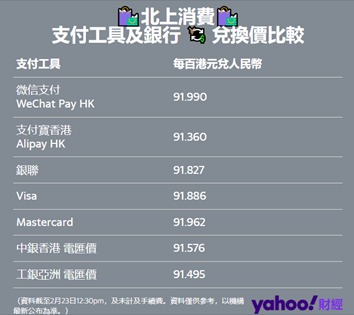 北上消費
支付工具及銀行 兌換價比較
支付工具 每百港元兌人民幣
微信支付
WeChat Pay HK 91.990
支付寶香港
Alipay HK 91.360
銀聯 91.827
Visa 91.886
Mastercard 91.962
中銀香港 電匯價 91.576
工銀亞洲 電匯價 91.495
（資料截至2月23日12:30pm，及未計及手續費。資料僅供參考，以機構
最新公布為準。）
yahoo!財經